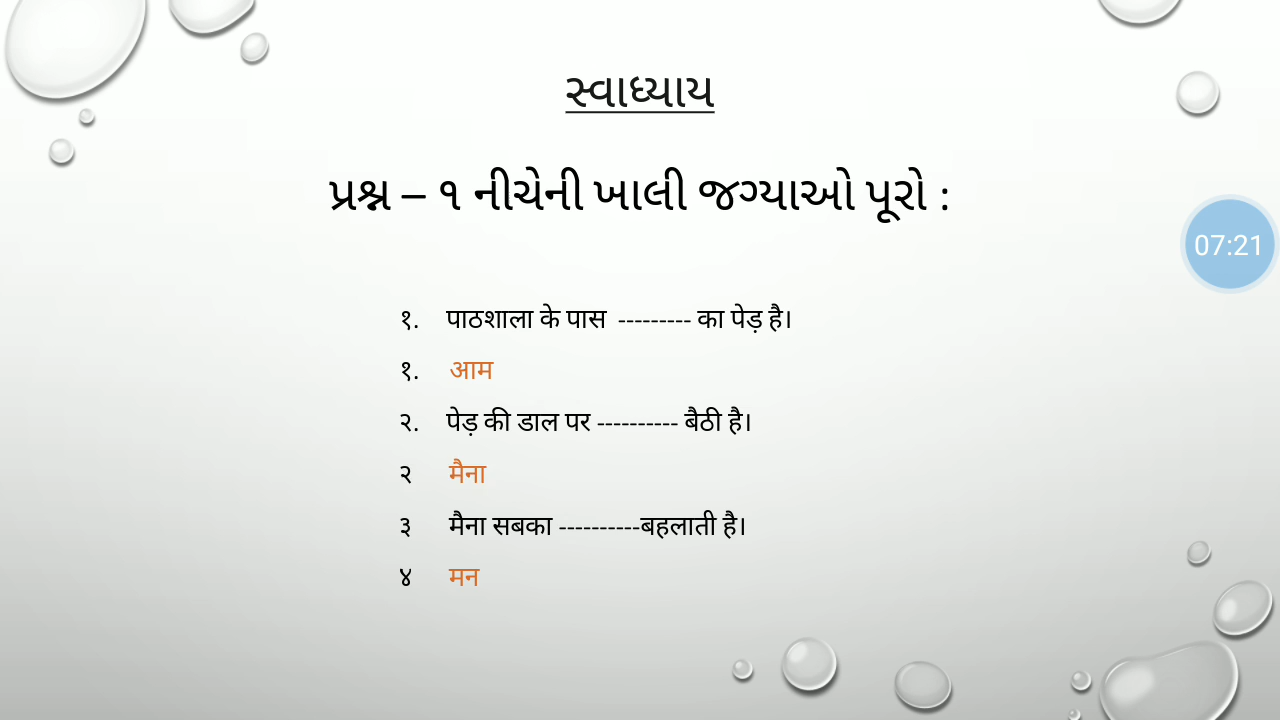 સ્વાધ્યાય
પ્રશ્ન – ૧ નીચેની ખાલી જગ્યાઓ પૂરો :
07:21
१. पाठशाला के पास --------- का पेड़ है।
१. आम
२. पेड़ की डाल पर ---------- बैठी है।
२ मैना
३ मैना सबका ----------बहलाती है।
४ मन